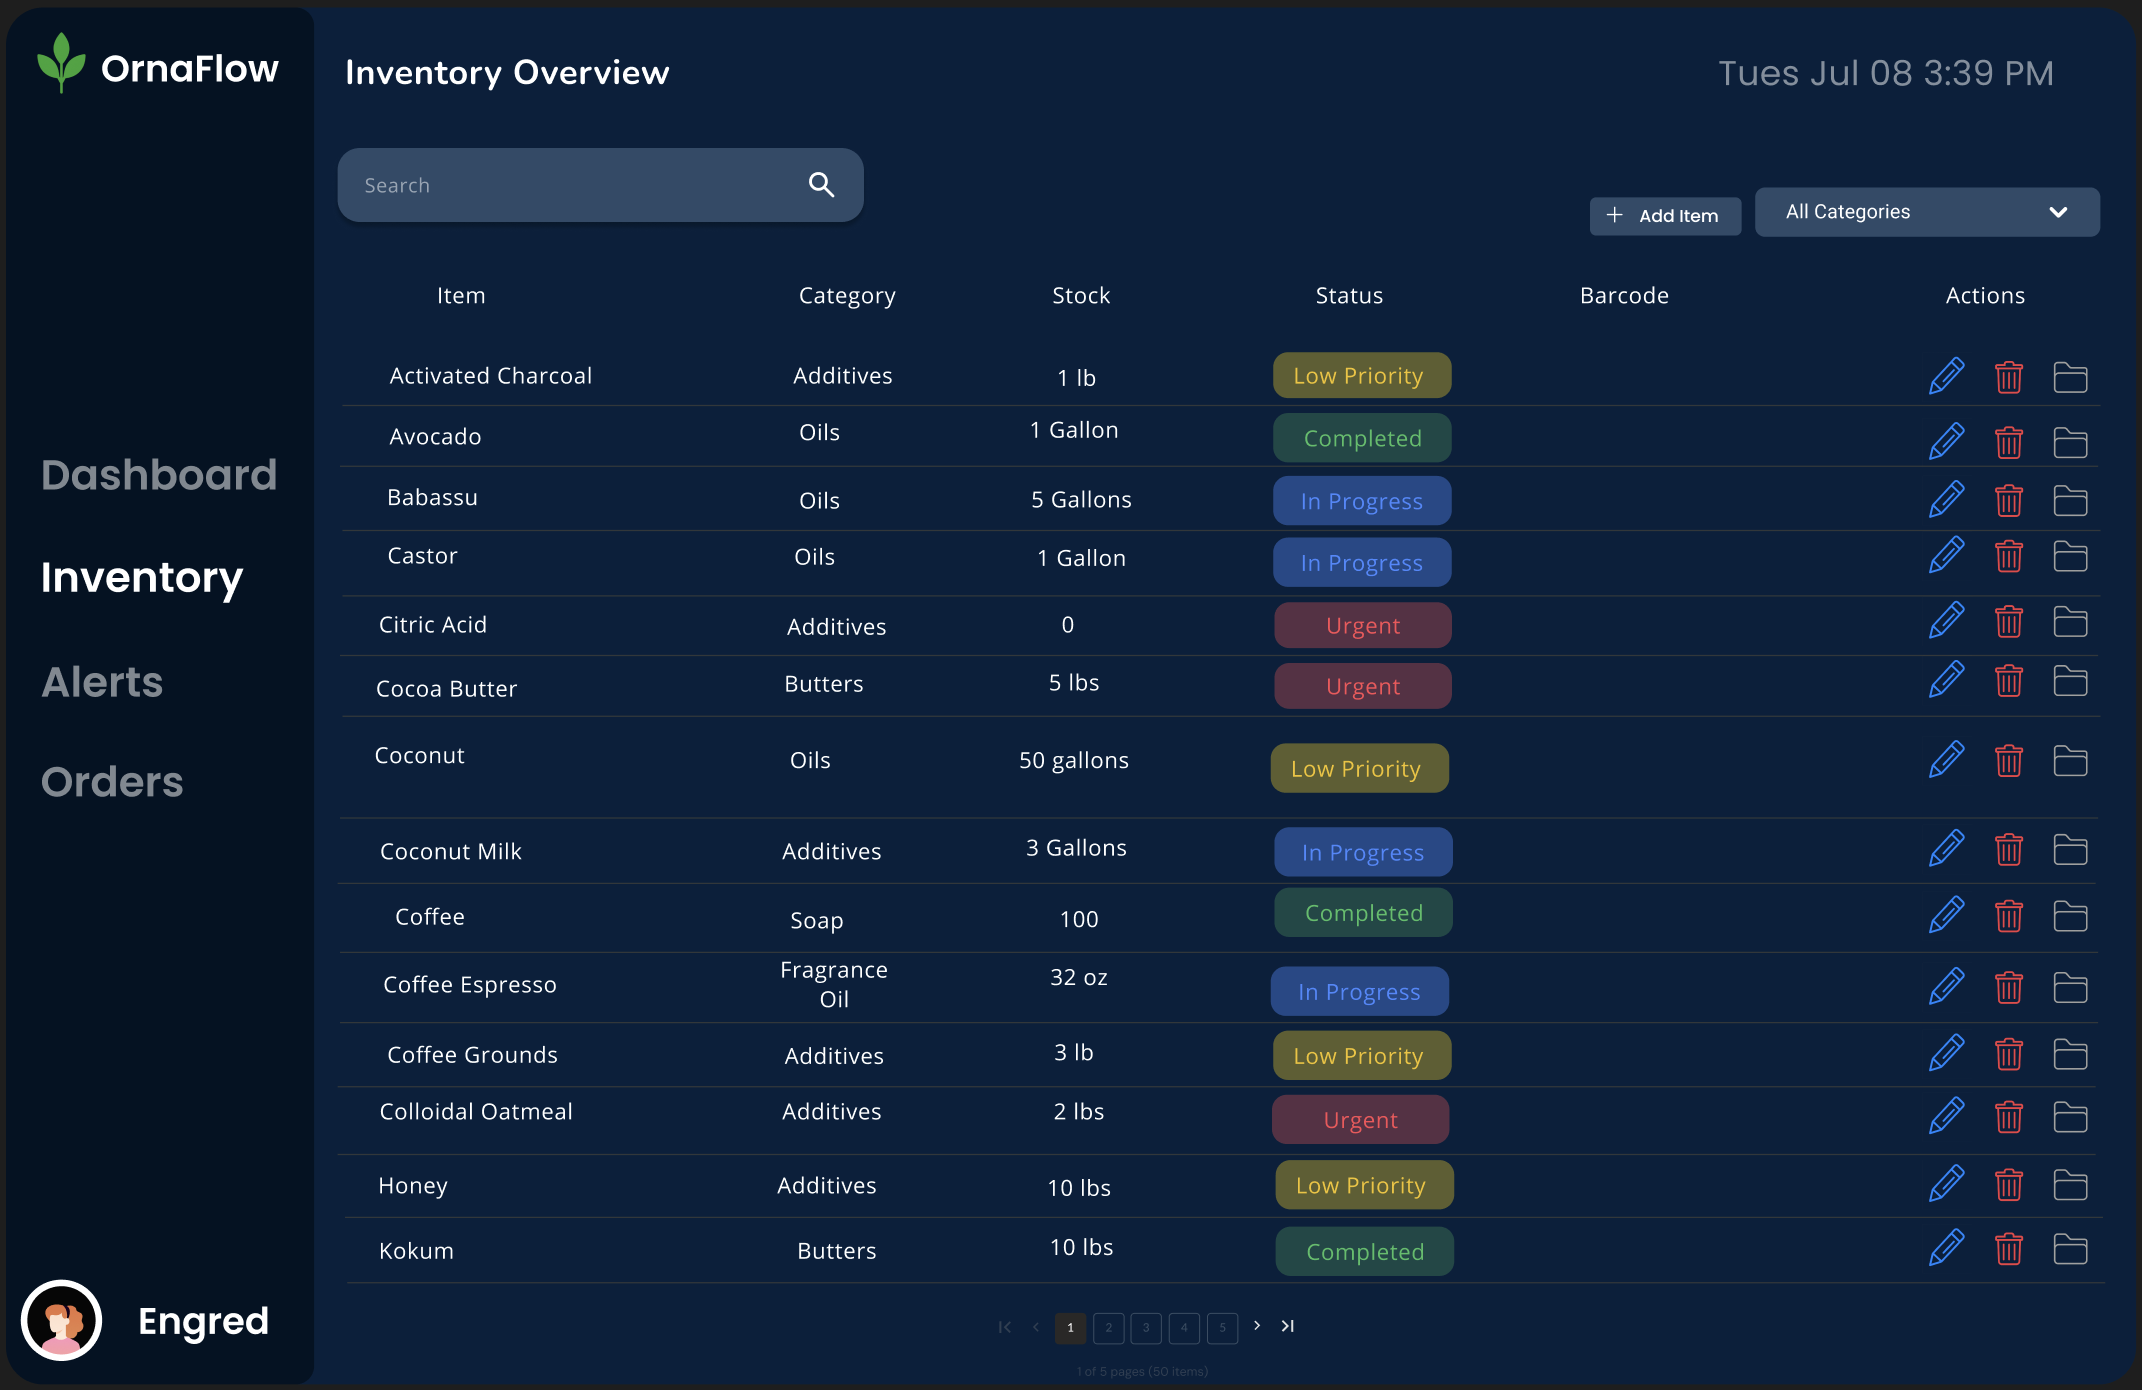 OrnaFlow
Inventory Overview
Tues Jul 08 3:39 PM
Search
Add Item
All Categories
Item Category Stock Status Barcode Actions
Activated Charcoal Additives 1 lb Low Priority
Avocado Oils 1 Gallon Completed
Babassu Oils 5 Gallons In Progress
Castor Oils 1 Gallon In Progress
Citric Acid Additives 0 Urgent
Cocoa Butter Butters 5 lbs Urgent
Coconut Oils 50 gallons Low Priority
Coconut Milk Additives 3 Gallons In Progress
Coffee Soap 100 Completed
Coffee Espresso Fragrance 32 oz In Progress
Oil
Coffee Grounds Additives 3 lb Low Priority
Colloidal Oatmeal Additives 2 lbs Urgent
Honey Additives 10 lbs Low Priority
Kokum Butters 10 lbs Completed
1 2 3 4 5
1 of 5 pages (50 items)
Dashboard
Inventory
Alerts
Orders
Engred